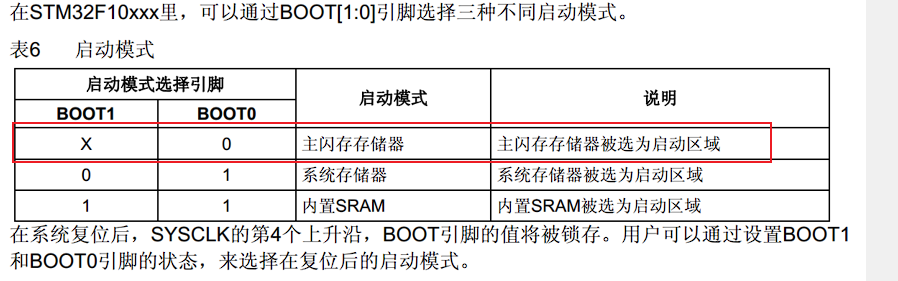 在STM32F10xxx里，可以通过BOOT[1:0]引脚选择三种不同启动模式。
表6 启动模式
启动模式选择引脚 启动模式 说明
BOOT1 BOOT0
X 0 主闪存存储器 主闪存存储器被选为启动区域
0 1 系统存储器 系统存储器被选为启动区域
1 1 内置SRAM 内置SRAM被选为启动区域
在系统复位后，SYSCLK的第4个上升沿，BOOT引脚的值将被锁存。用户可以通过设置BOOT1
和BOOT0引脚的状态，来选择在复位后的启动模式。